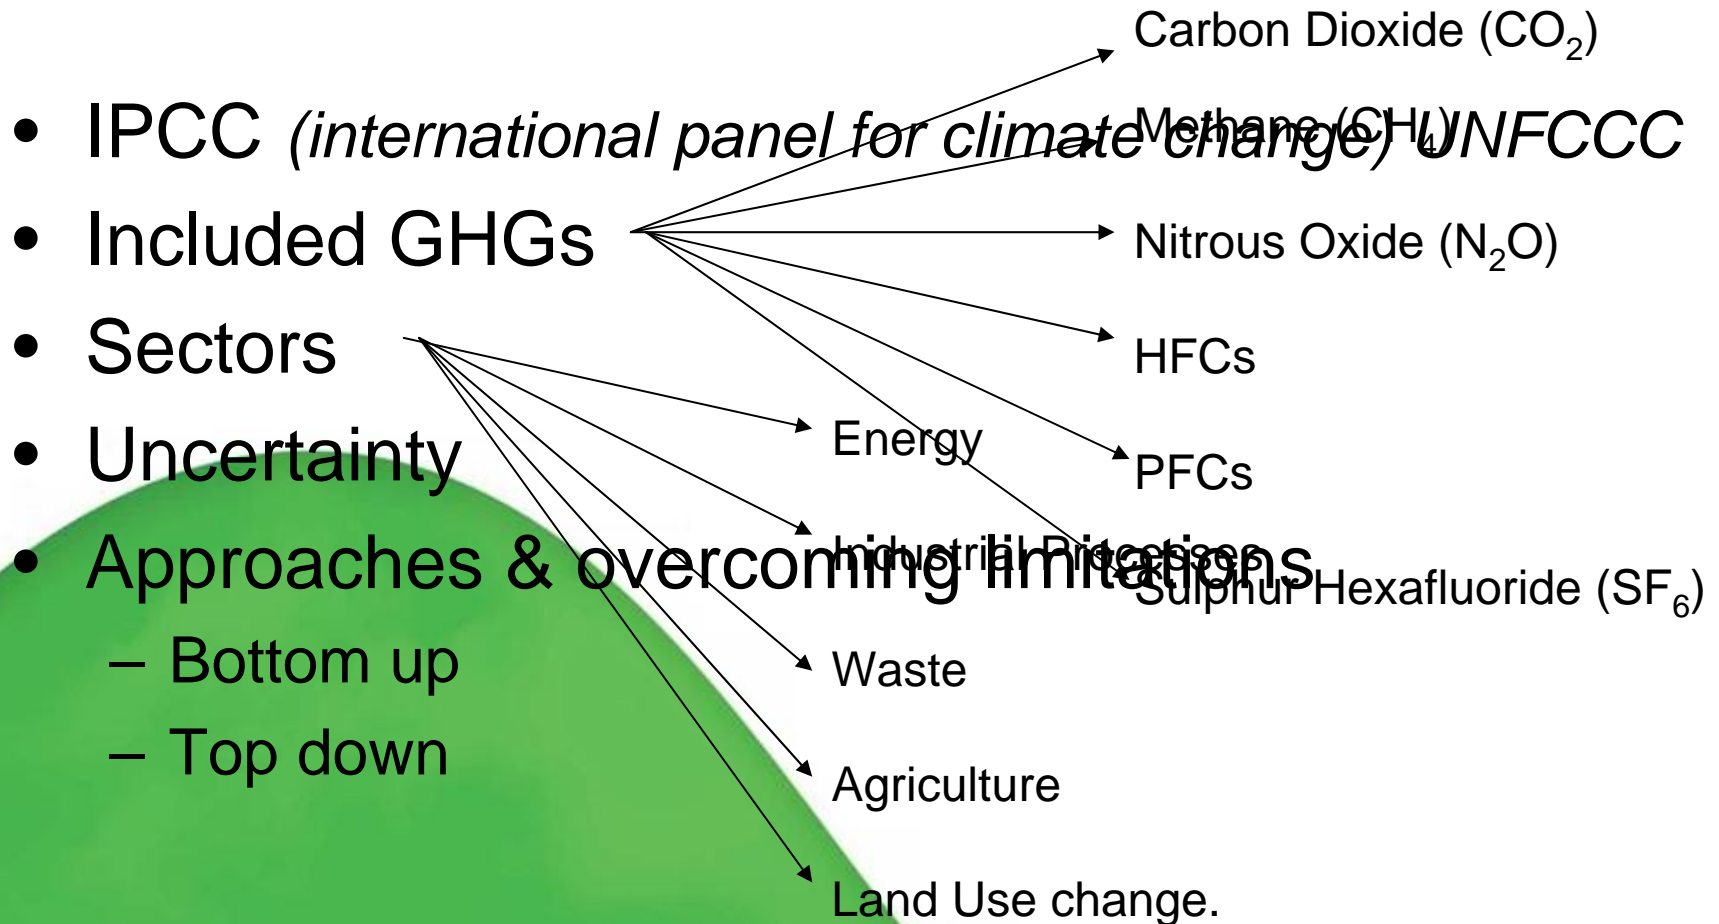 • IPCC (international panel for climate change) UNFCCC
• Included GHGs
Carbon Dioxide (CO₂)
Methane (CH₄)
Nitrous Oxide (N₂O)
HFCs
PFCs
Sulphur Hexafluoride (SF₆)
• Sectors
Energy
Industrial Processes
Waste
Agriculture
Land Use change.
• Uncertainty
• Approaches & overcoming limitations
– Bottom up
– Top down